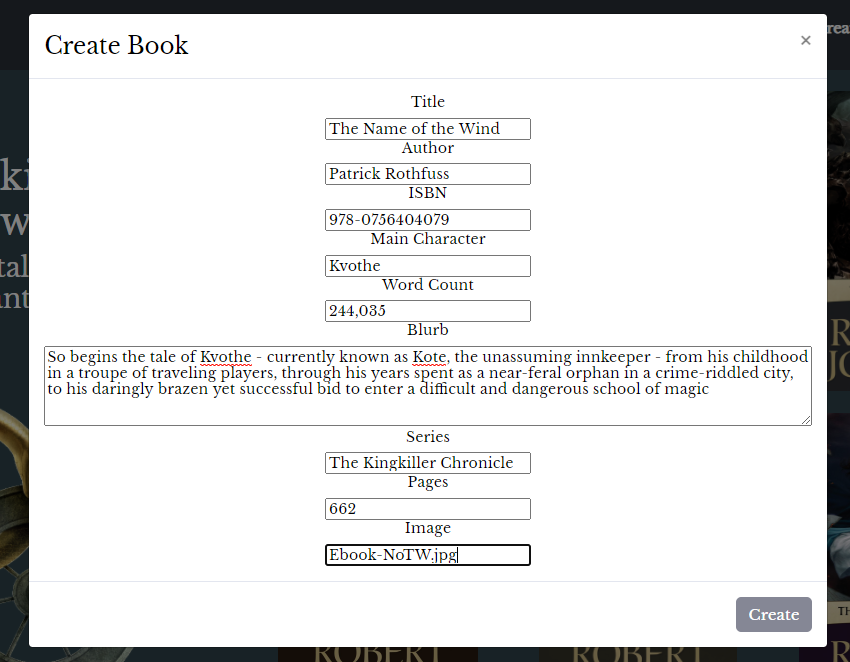 Create Book
×
Title
The Name of the Wind
Author
Patrick Rothfuss
ISBN
978-0756404079
Main Character
Kvothe
Word Count
244,035
Blurb
So begins the tale of Kvothe - currently known as Kote, the unassuming innkeeper - from his childhood
in a troupe of traveling players, through his years spent as a near-feral orphan in a crime-riddled city,
to his daringly brazen yet successful bid to enter a difficult and dangerous school of magic
Series
The Kingkiller Chronicle
Pages
662
Image
Ebook-NoTW.jpg
Create
ROBERT
ROBERT